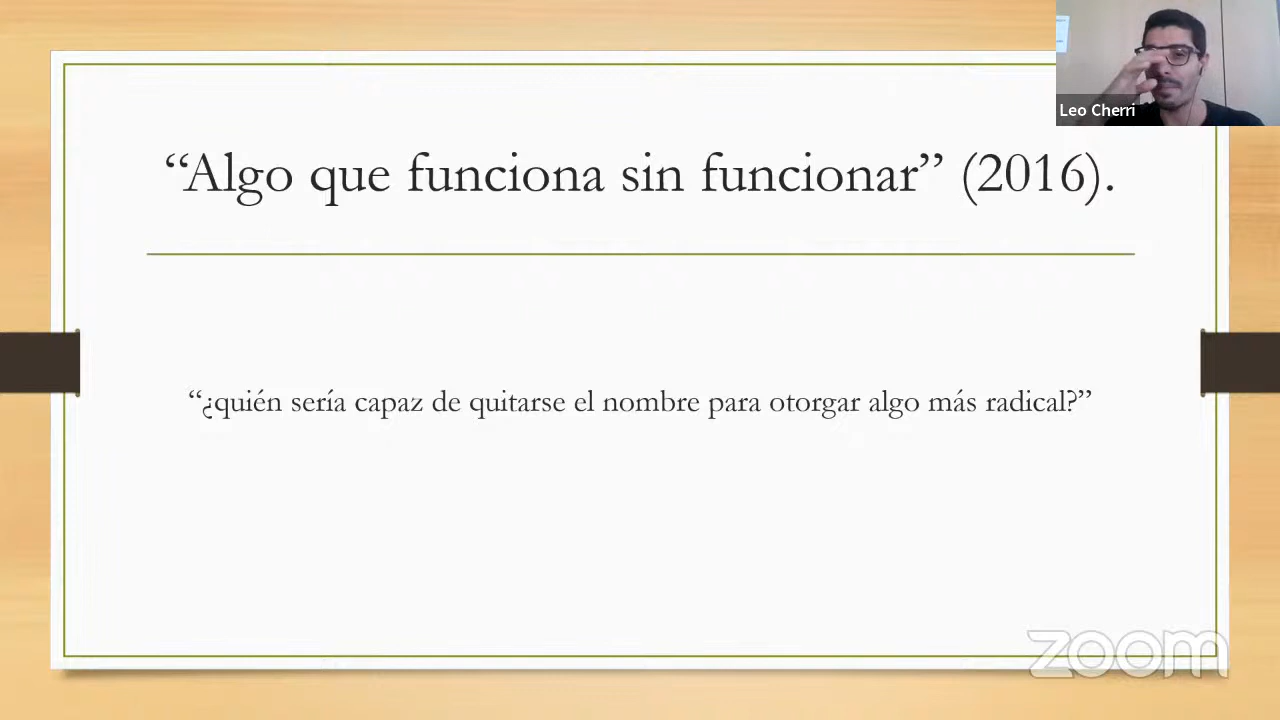 Leo Cherri
“Algo que funciona sin funcionar” (2016).
“¿quién sería capaz de quitarse el nombre para otorgar algo más radical?”
zoom